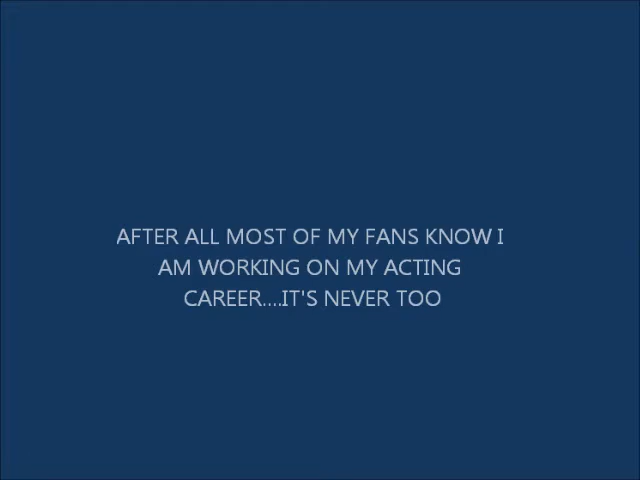 AFTER ALL MOST OF MY FANS KNOW I
AM WORKING ON MY ACTING
CAREER....IT'S NEVER TOO